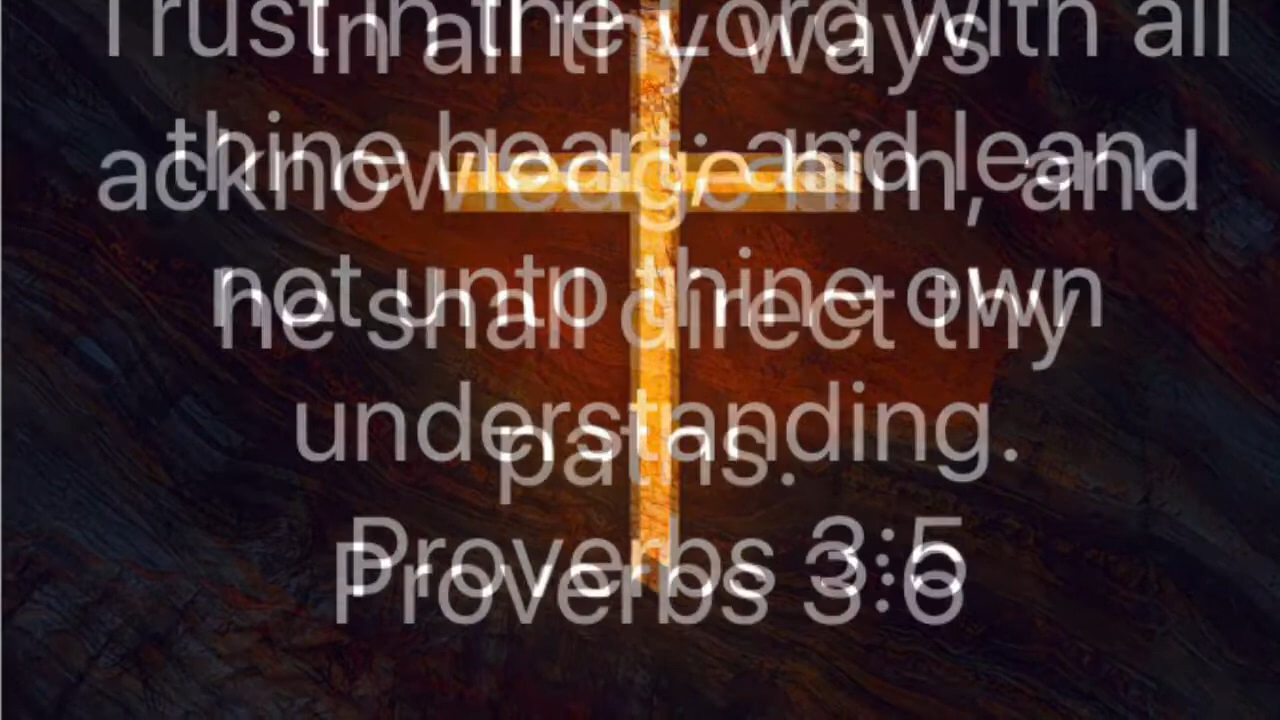 Trust in the Lord with all
thine heart; and lean
not unto thine own
understanding.
Proverbs 3:5
In all thy ways
acknowledge him, and
he shall direct thy
paths.
Proverbs 3:6